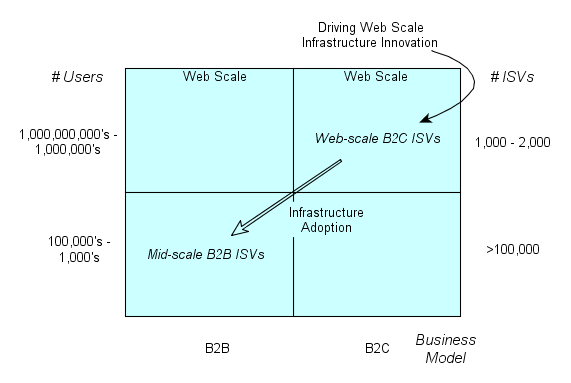 Driving Web Scale
Infrastructure Innovation
# Users
Web Scale
Web Scale
# ISVs
1,000,000,000's -
1,000,000's
Web-scale B2C ISVs
1,000 - 2,000
Infrastructure
Adoption
100,000's -
1,000's
Mid-scale B2B ISVs
>100,000
B2B
B2C
Business
Model